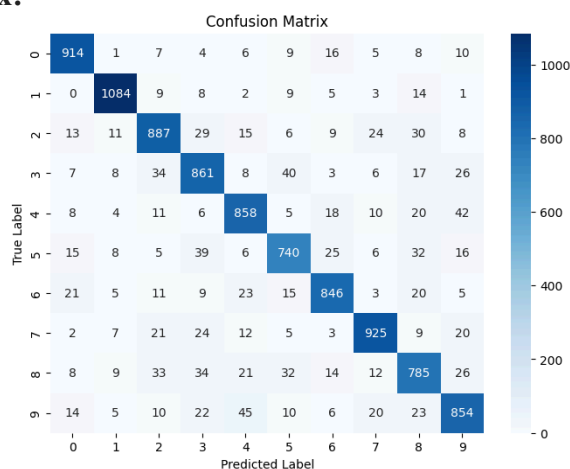 x:
Confusion Matrix
0 914 1 7 4 6 9 16 5 8 10
1 0 1084 9 8 2 9 5 3 14 1
2 13 11 887 29 15 6 9 24 30 8
3 7 8 34 861 8 40 3 6 17 26
4 8 4 11 6 858 5 18 10 20 42
5 15 8 5 39 6 740 25 6 32 16
6 21 5 11 9 23 15 846 3 20 5
7 2 7 21 24 12 5 3 925 9 20
8 8 9 33 34 21 32 14 12 785 26
9 14 5 10 22 45 10 6 20 23 854
0 1 2 3 4 5 6 7 8 9
True Label
Predicted Label
1000
800
600
400
200
0